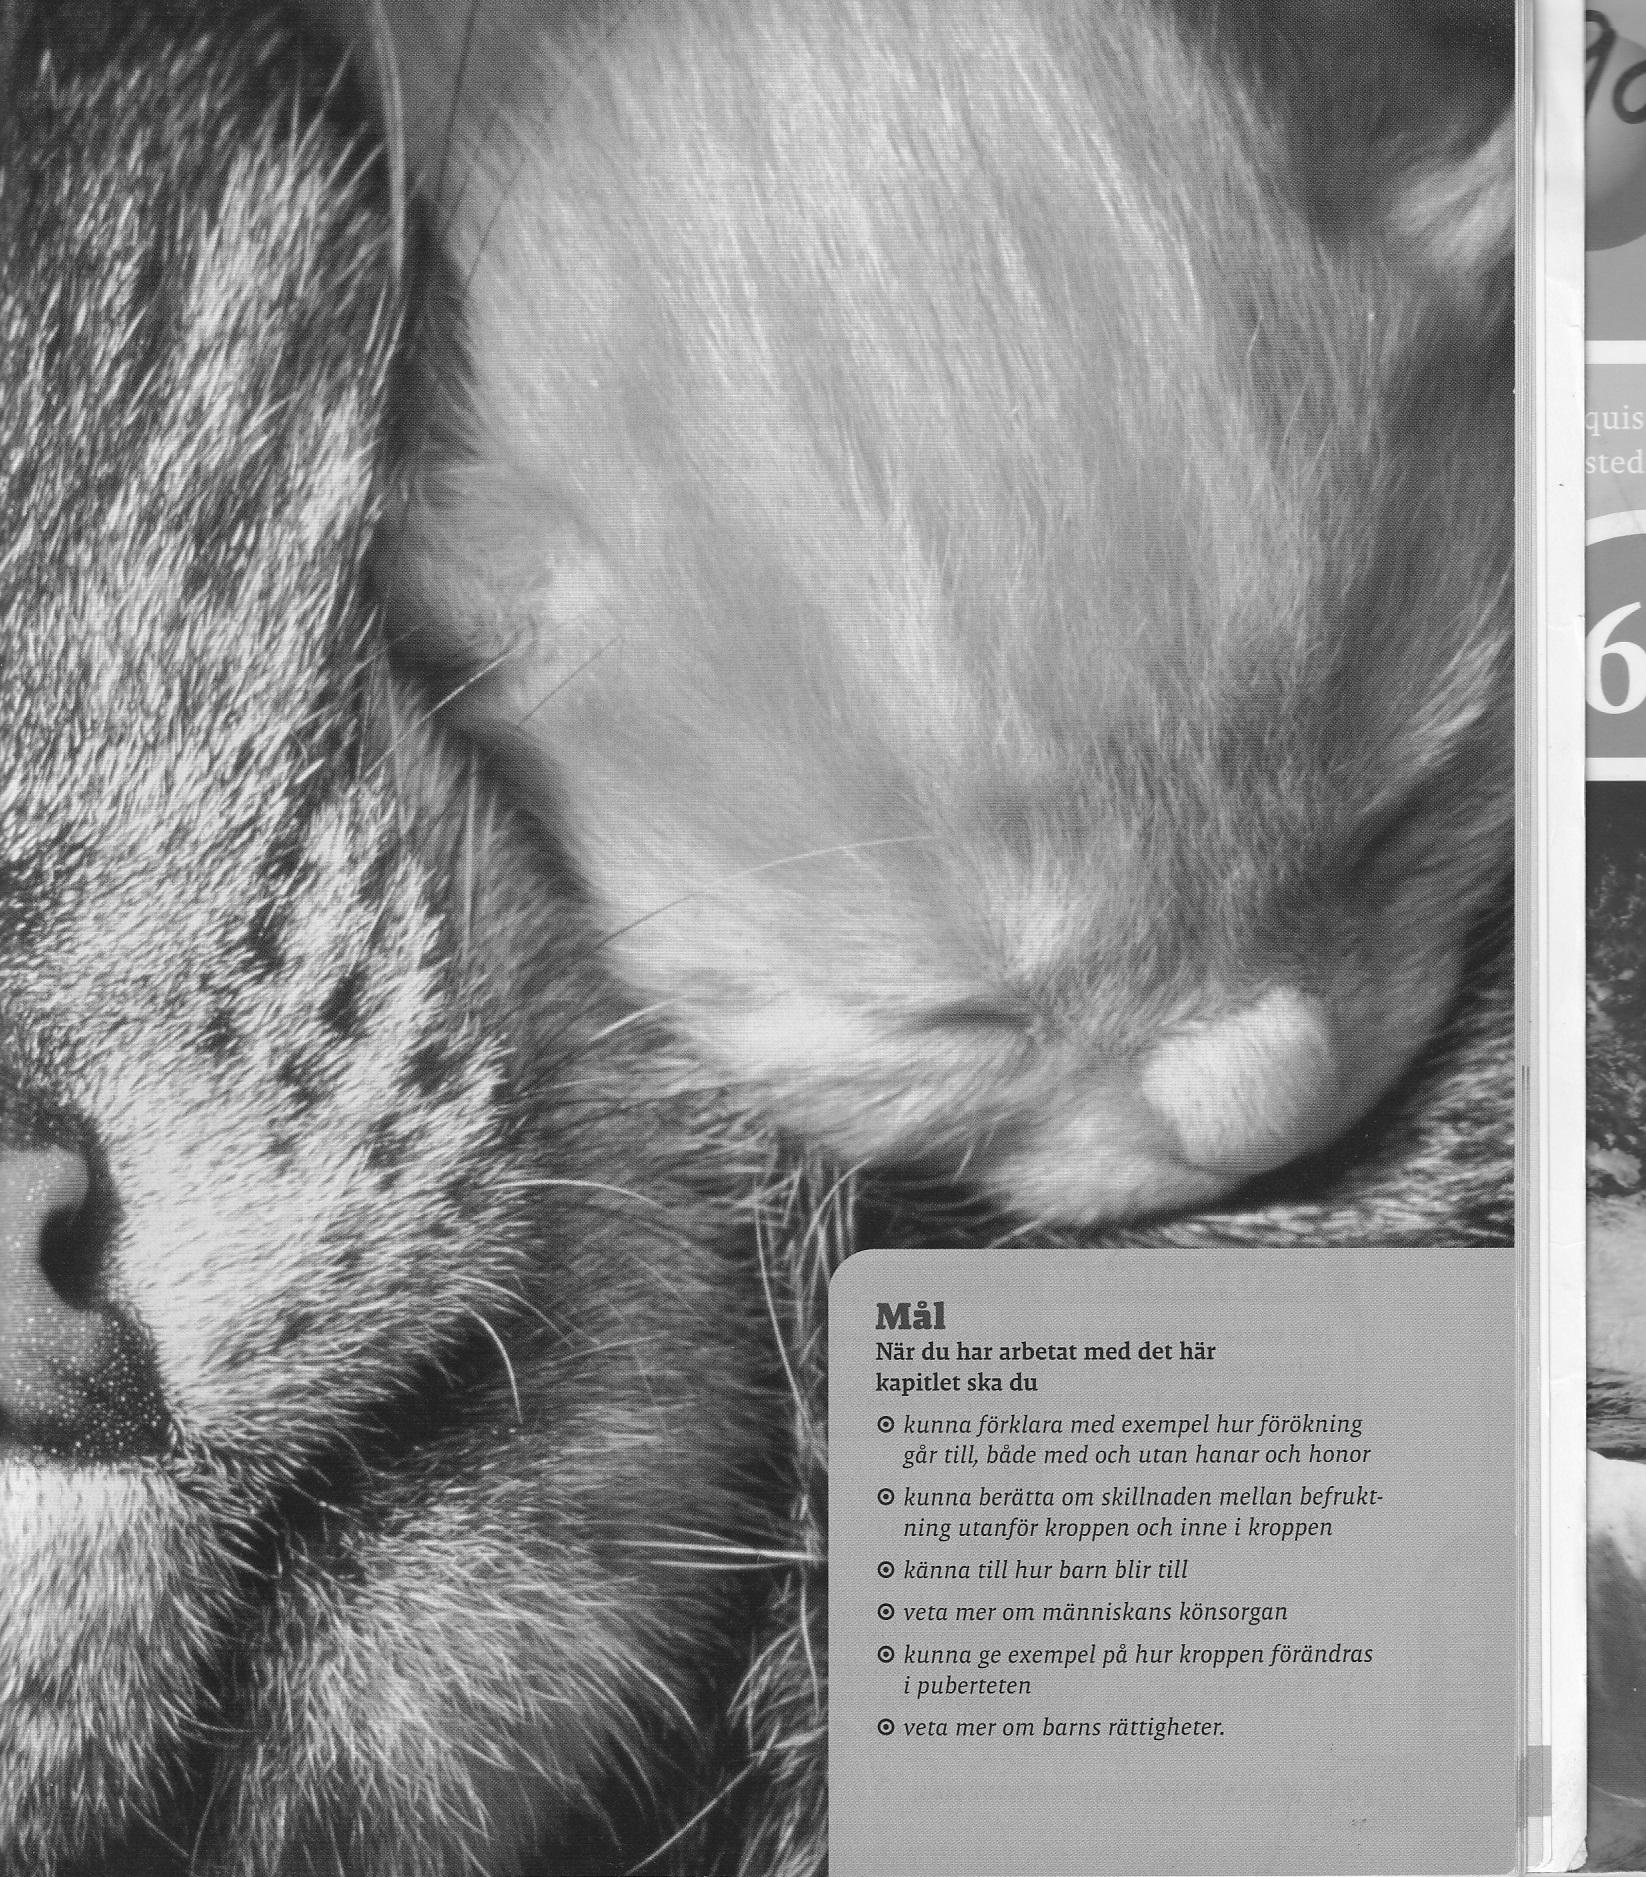 Mål
När du har arbetat med det här
kapitlet ska du
kunna förklara med exempel hur förökning
går till, både med och utan hanar och honor
kunna berätta om skillnaden mellan befrukt-
ning utanför kroppen och inne i kroppen
känna till hur barn blir till
veta mer om människans könsorgan
kunna ge exempel på hur kroppen förändras
i puberteten
veta mer om barns rättigheter.
quis
sted
6